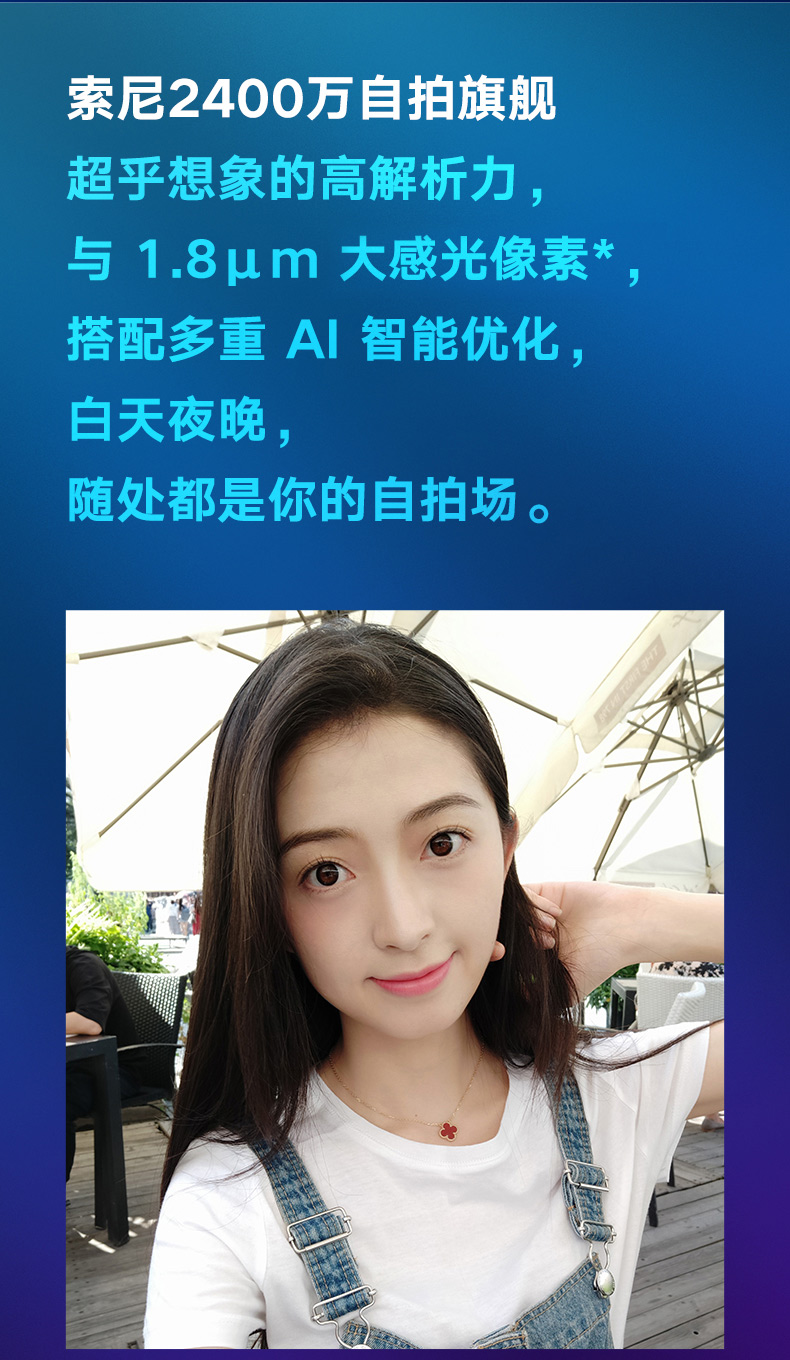 索尼2400万自拍旗舰
超乎想象的高解析力，
与 1.8μm 大感光像素*，
搭配多重 AI 智能优化，
白天夜晚，
随处都是你的自拍场。